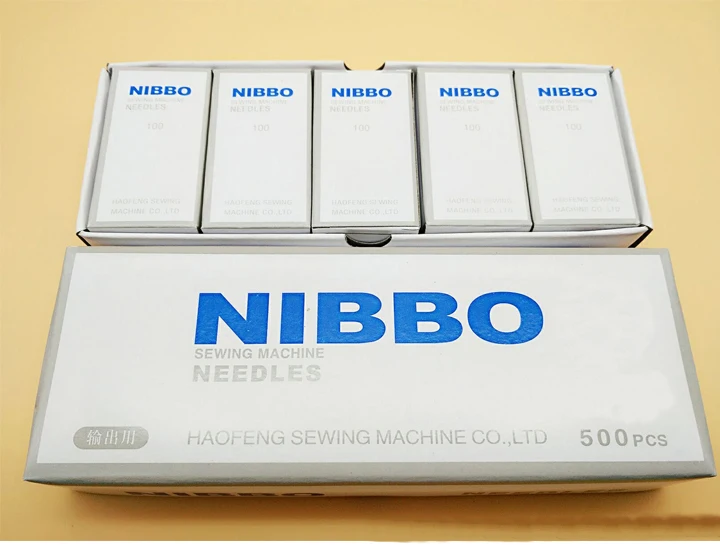 NIBBO
SEWING MACHINE
NEEDLES
100
HAOFENG SEWING
MACHINE CO.,LTD
NIBBO
SEWING MACHINE
NEEDLES
100
HAOFENG SEWING
MACHINE CO.,LTD
NIBBO
SEWING MACHINE
NEEDLES
100
HAOFENG SEWING
MACHINE CO.,LTD
NIBBO
SEWING MACHINE
NEEDLES
100
HAOFENG SEWING
MACHINE CO.,LTD
NIBBO
SEWING MACHINE
NEEDLES
100
HAOFENG SEWING
MACHINE CO.,LTD
NIBBO
SEWING MACHINE
NEEDLES
输出用
HAOFENG SEWING MACHINE CO.,LTD
500PCS
NIBBO